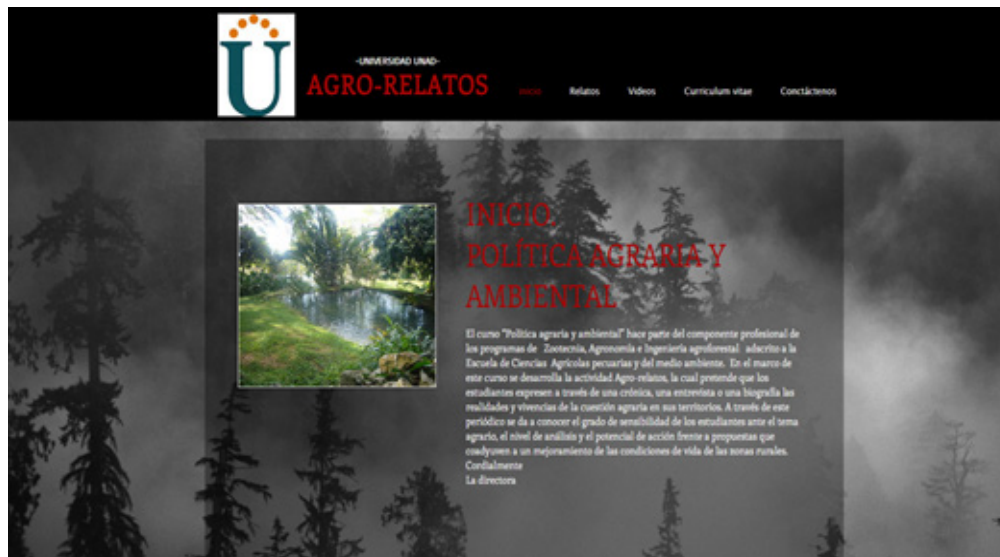 U
-UNIVERSIDAD UNAD-
AGRO-RELATOS
Inicio Relatos Videos Curriculum vitae Conctáctenos
INICIO.
POLÍTICA AGRARIA Y
AMBIENTAL
El curso "Política agraria y ambiental" hace parte del componente profesional de
los programas de Zootecnia, Agronomía e Ingeniería agroforestal adscrito a la
Escuela de Ciencias Agrícolas pecuarias y del medio ambiente. En el marco de
este curso se desarrolla la actividad Agro-relatos, la cual pretende que los
estudiantes expresen a través de una crónica, una entrevista o una biografía las
realidades y vivencias de la cuestión agraria en sus territorios. A través de este
periódico se da a conocer el grado de sensibilidad de los estudiantes ante el tema
agrario, el nivel de análisis y el potencial de acción frente a propuestas que
coadyuven a un mejoramiento de las condiciones de vida de las zonas rurales.
Cordialmente
La directora